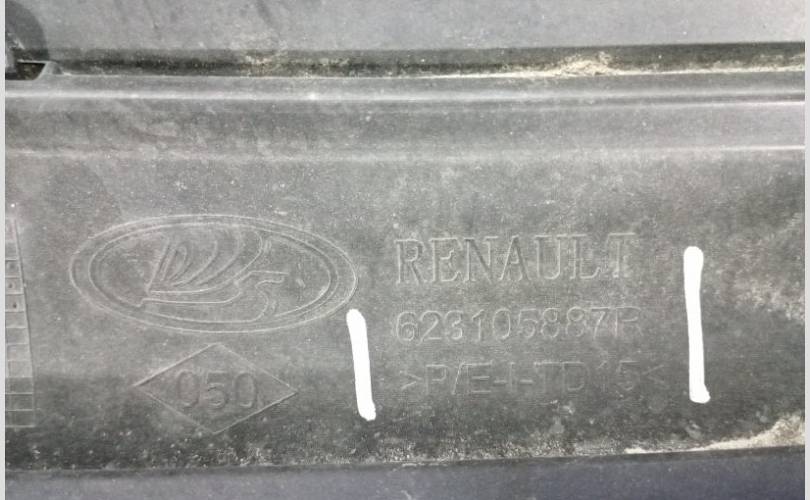 RENAULT
623105887R
>P/E-I-TD15<
050